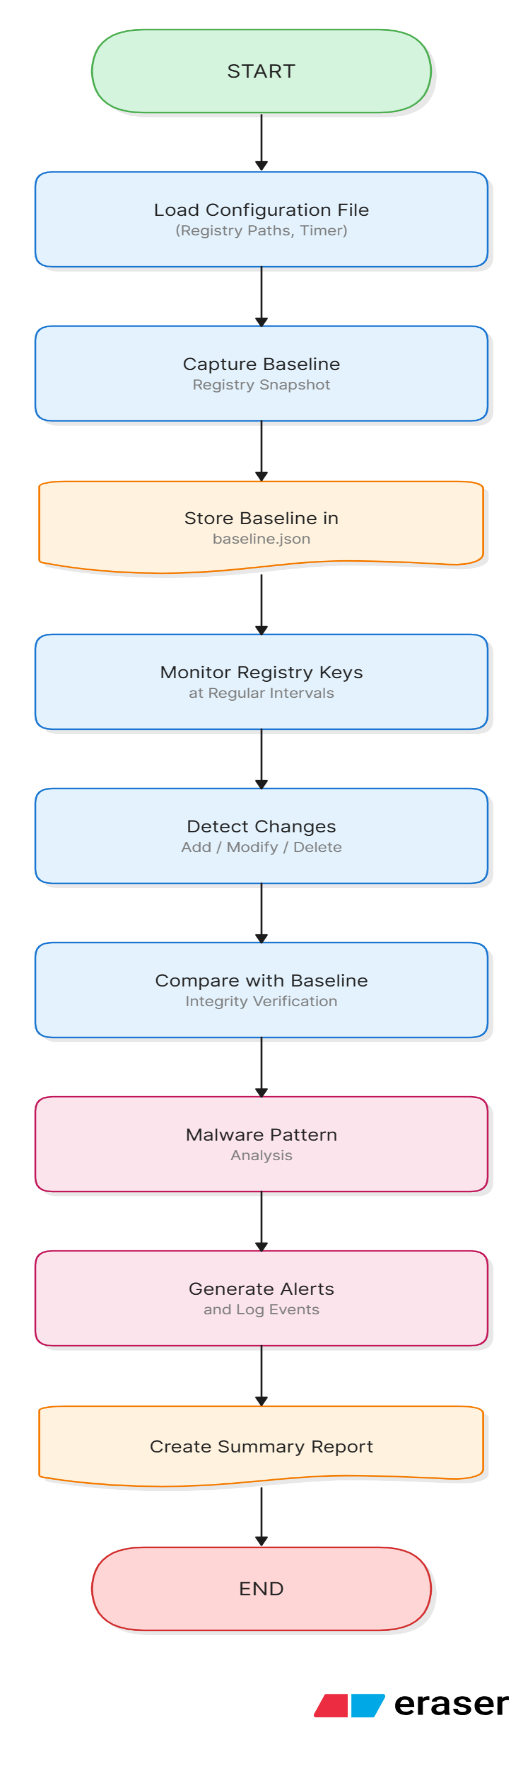 START
Load Configuration File
(Registry Paths, Timer)
Capture Baseline
Registry Snapshot
Store Baseline in
baseline.json
Monitor Registry Keys
at Regular Intervals
Detect Changes
Add / Modify / Delete
Compare with Baseline
Integrity Verification
Malware Pattern
Analysis
Generate Alerts
and Log Events
Create Summary Report
END
eraser